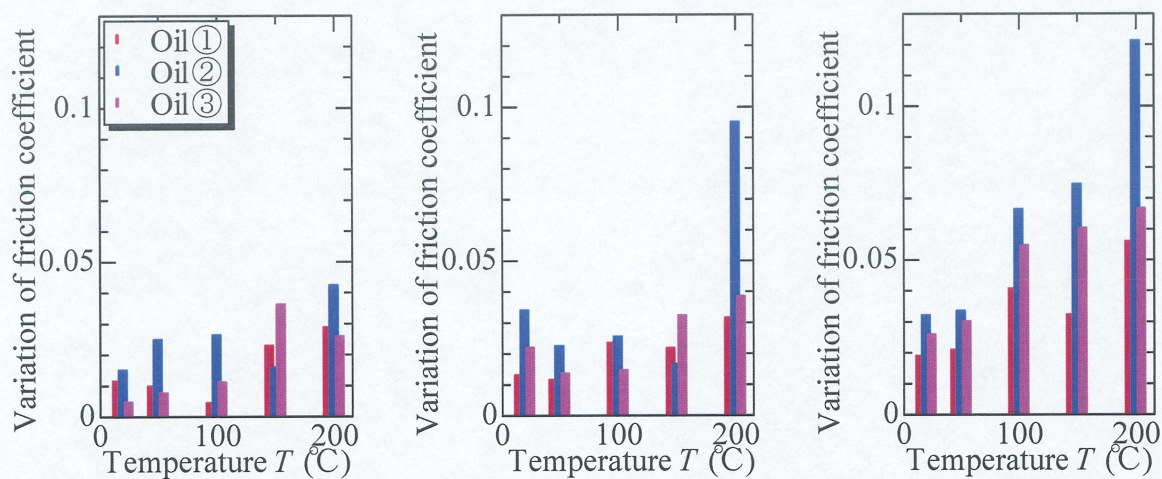 Variation of friction coefficient
Oil①
Oil②
Oil③
0.1
0.05
0
0 100 200
Temperature T (℃)
Variation of friction coefficient
0.1
0.05
0
0 100 200
Temperature T (℃)
Variation of friction coefficient
0.1
0.05
0
0 100 200
Temperature T (℃)